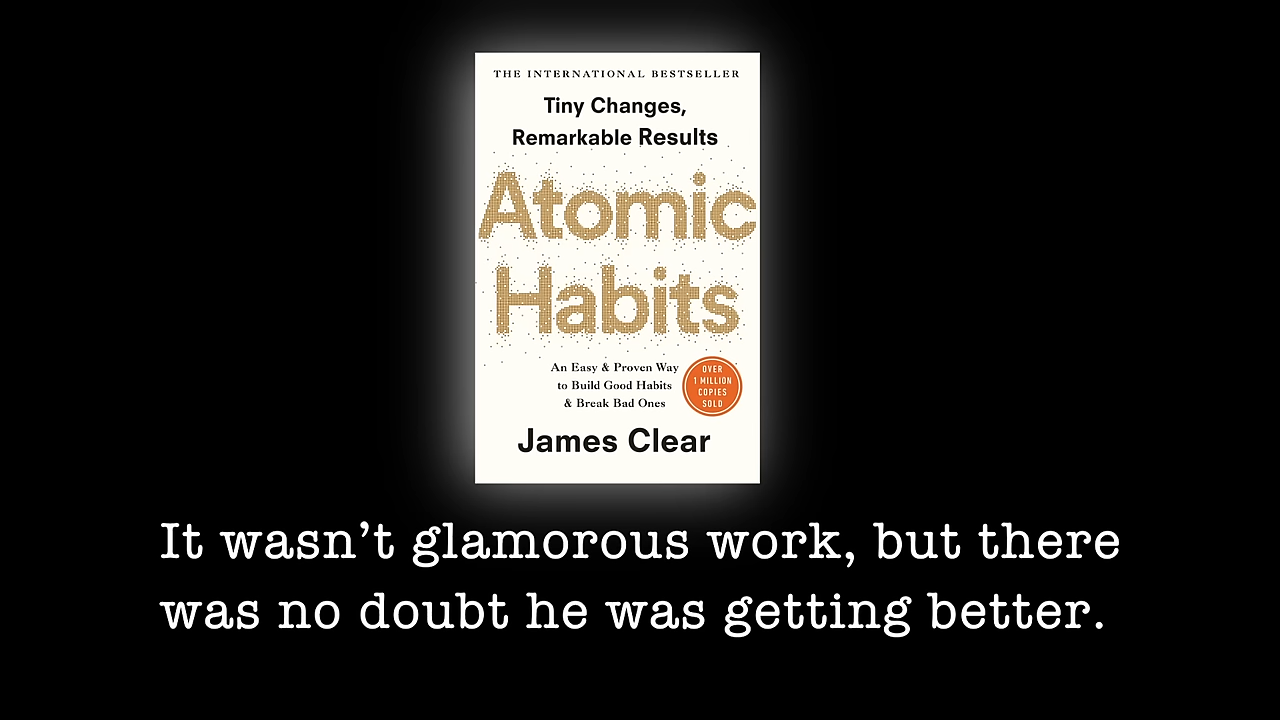 THE INTERNATIONAL BESTSELLER
Tiny Changes,
Remarkable Results
Atomic
Habits
An Easy & Proven Way
to Build Good Habits
& Break Bad Ones
OVER
1 MILLION
COPIES
SOLD
James Clear
It wasn’t glamorous work, but there
was no doubt he was getting better.